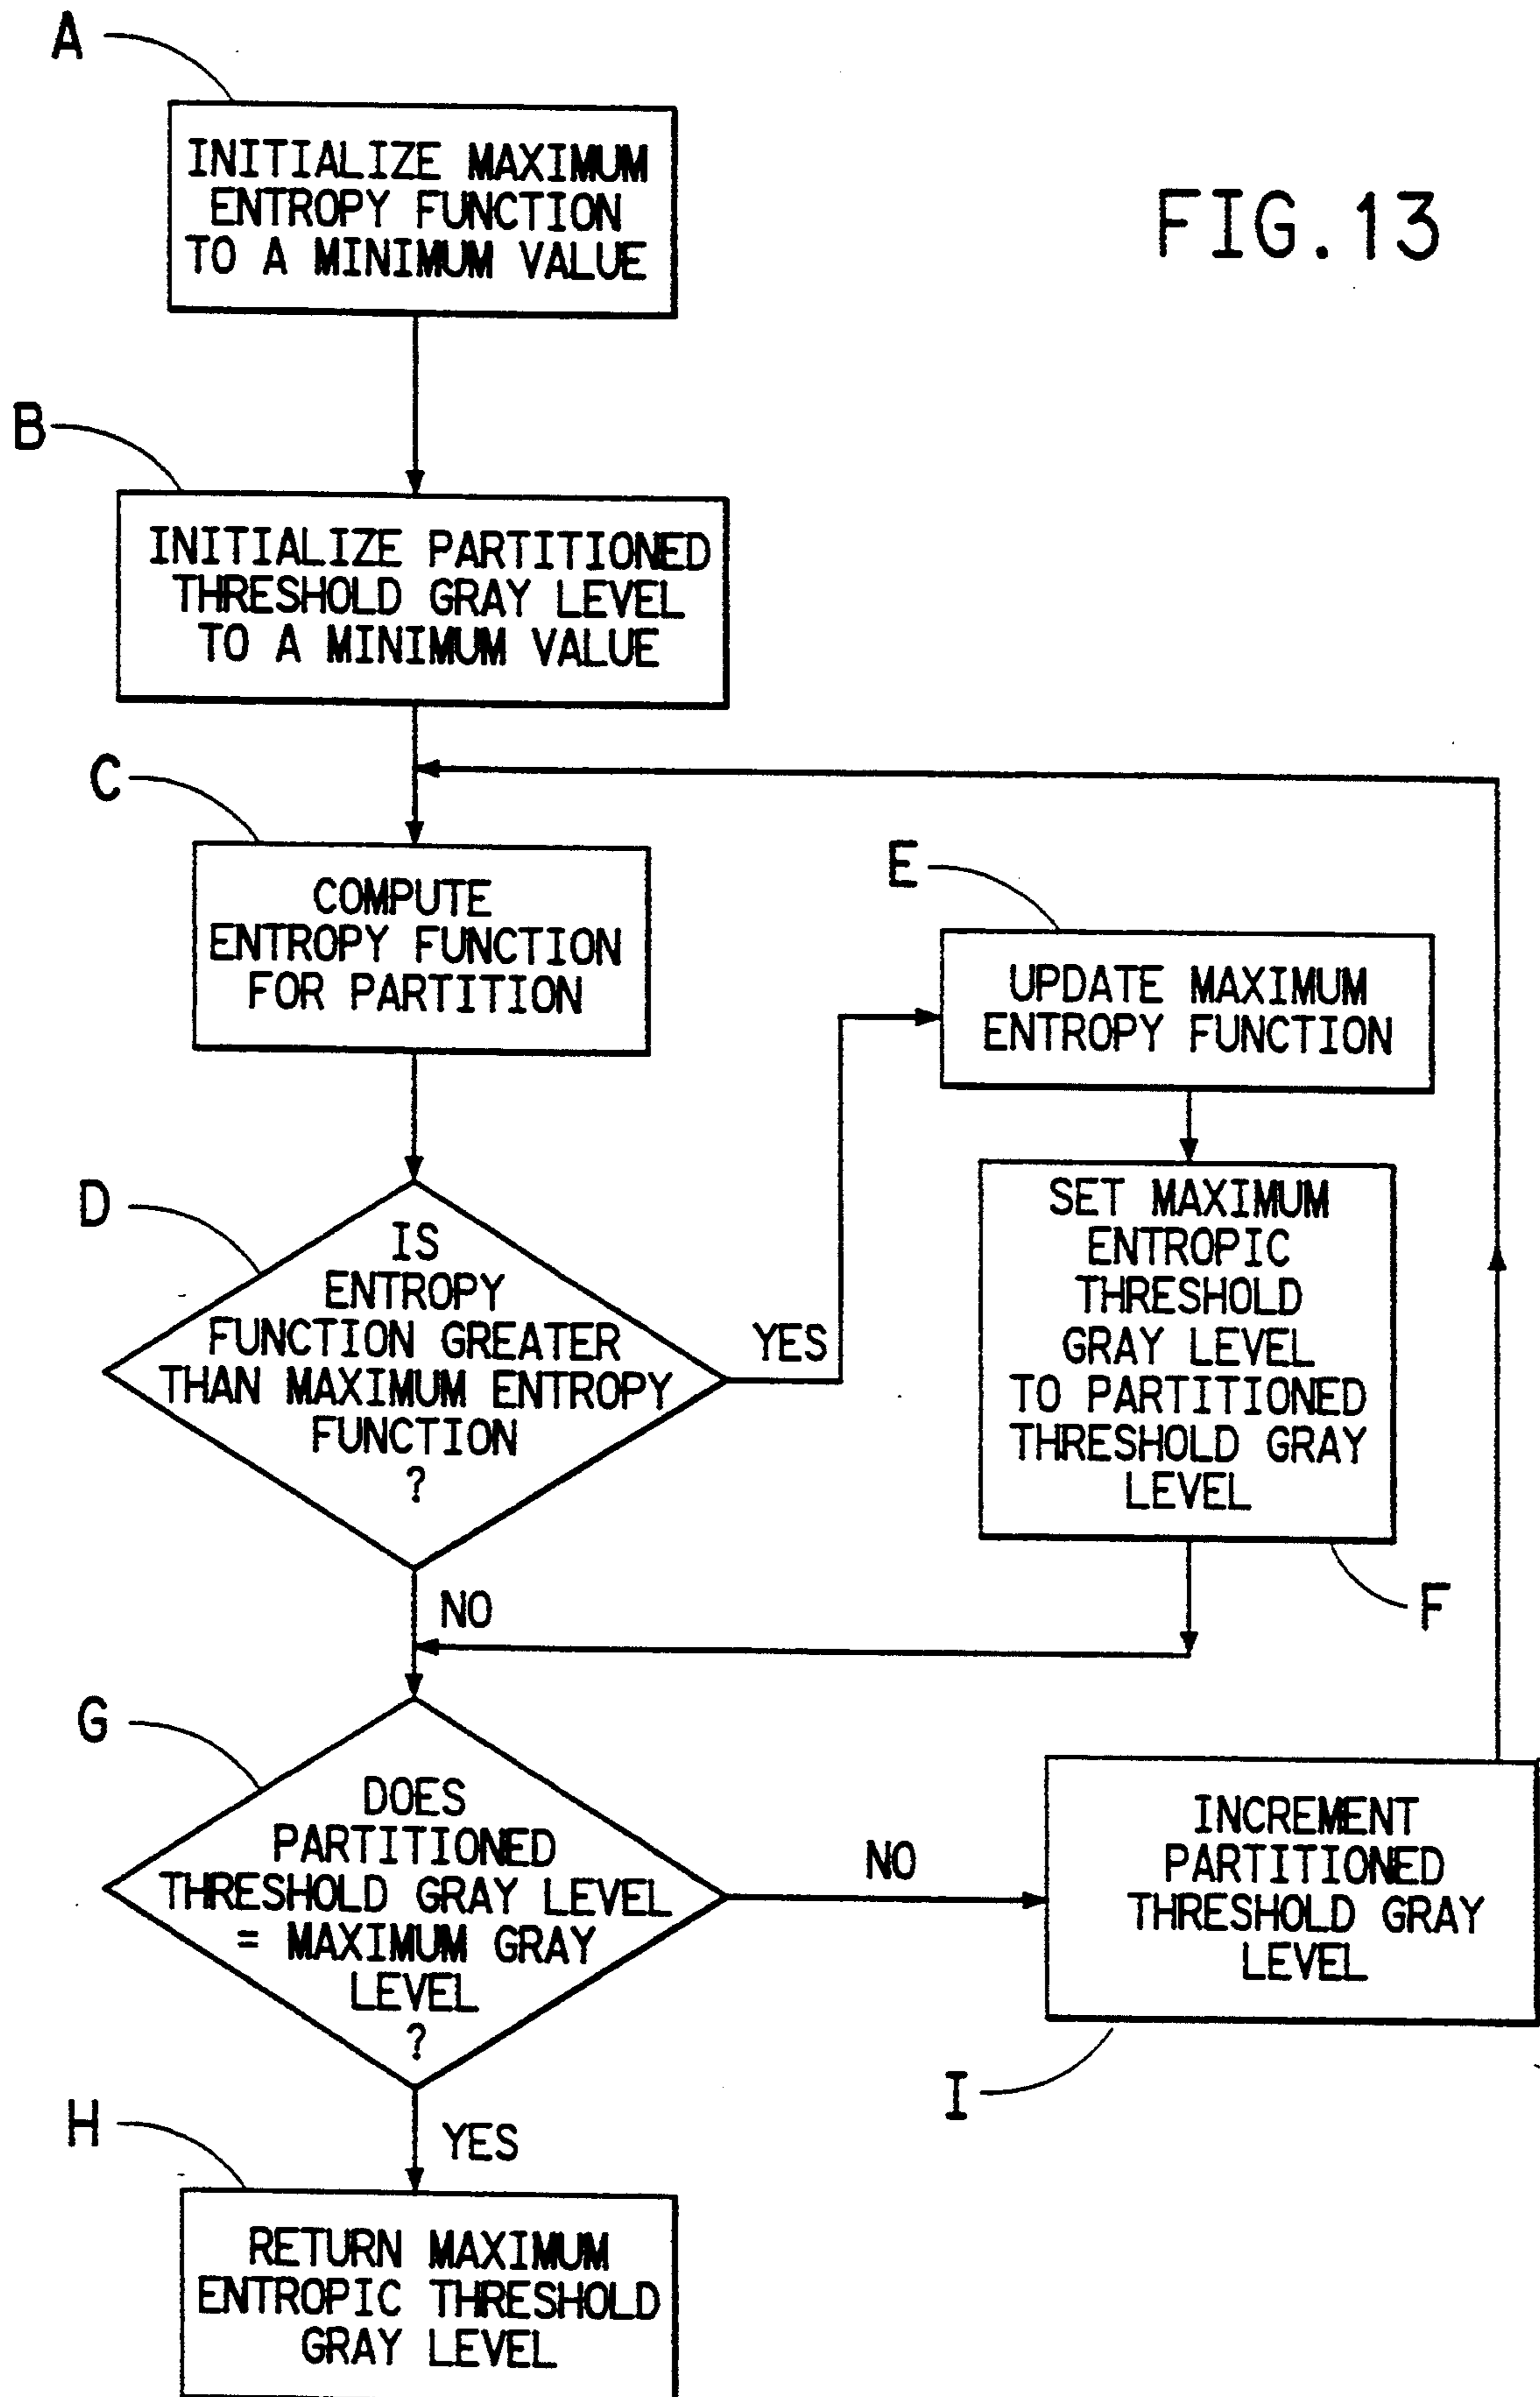 A
INITIALIZE MAXIMUM
ENTROPY FUNCTION
TO A MINIMUM VALUE
FIG.13
B
INITIALIZE PARTITIONED
THRESHOLD GRAY LEVEL
TO A MINIMUM VALUE
C
COMPUTE
ENTROPY FUNCTION
FOR PARTITION
D
IS
ENTROPY
FUNCTION GREATER
THAN MAXIMUM ENTROPY
FUNCTION
?
YES
E
UPDATE MAXIMUM
ENTROPY FUNCTION
SET MAXIMUM
ENTROPIC
THRESHOLD
GRAY LEVEL
TO PARTITIONED
THRESHOLD GRAY
LEVEL
F
NO
G
DOES
PARTITIONED
THRESHOLD GRAY LEVEL
= MAXIMUM GRAY
LEVEL
?
NO
INCREMENT
PARTITIONED
THRESHOLD GRAY
LEVEL
I
YES
H
RETURN MAXIMUM
ENTROPIC THRESHOLD
GRAY LEVEL